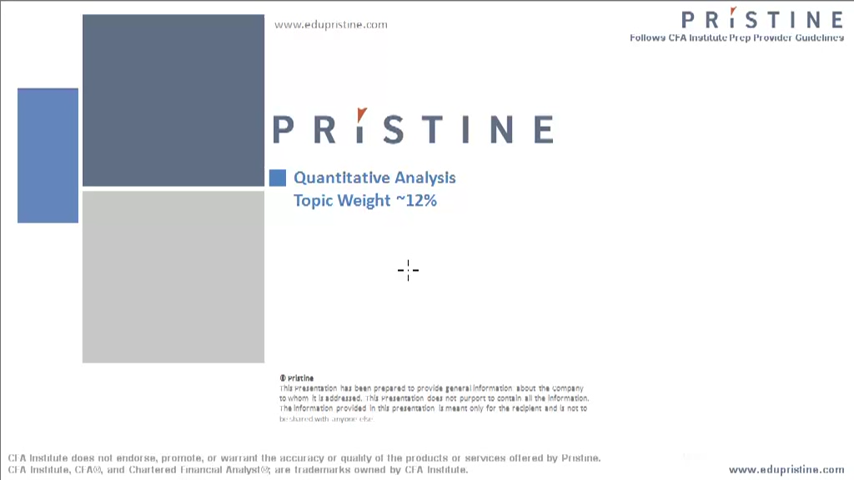 www.edupristine.com
PRiSTINE
Follows CFA Institute Prep Provider Guidelines
PRiSTINE
Quantitative Analysis
Topic Weight ~12%
© Pristine
This Presentation has been prepared to provide general information about the Company
to whom it is addressed. This Presentation does not purport to contain all the information.
The information provided in this presentation is meant only for the recipient and is not to
be shared with anyone else
CFA Institute does not endorse, promote, or warrant the accuracy or quality of the products or services offered by Pristine.
CFA Institute, CFA®, and Chartered Financial Analyst®; are trademarks owned by CFA Institute.
www.edupristine.com